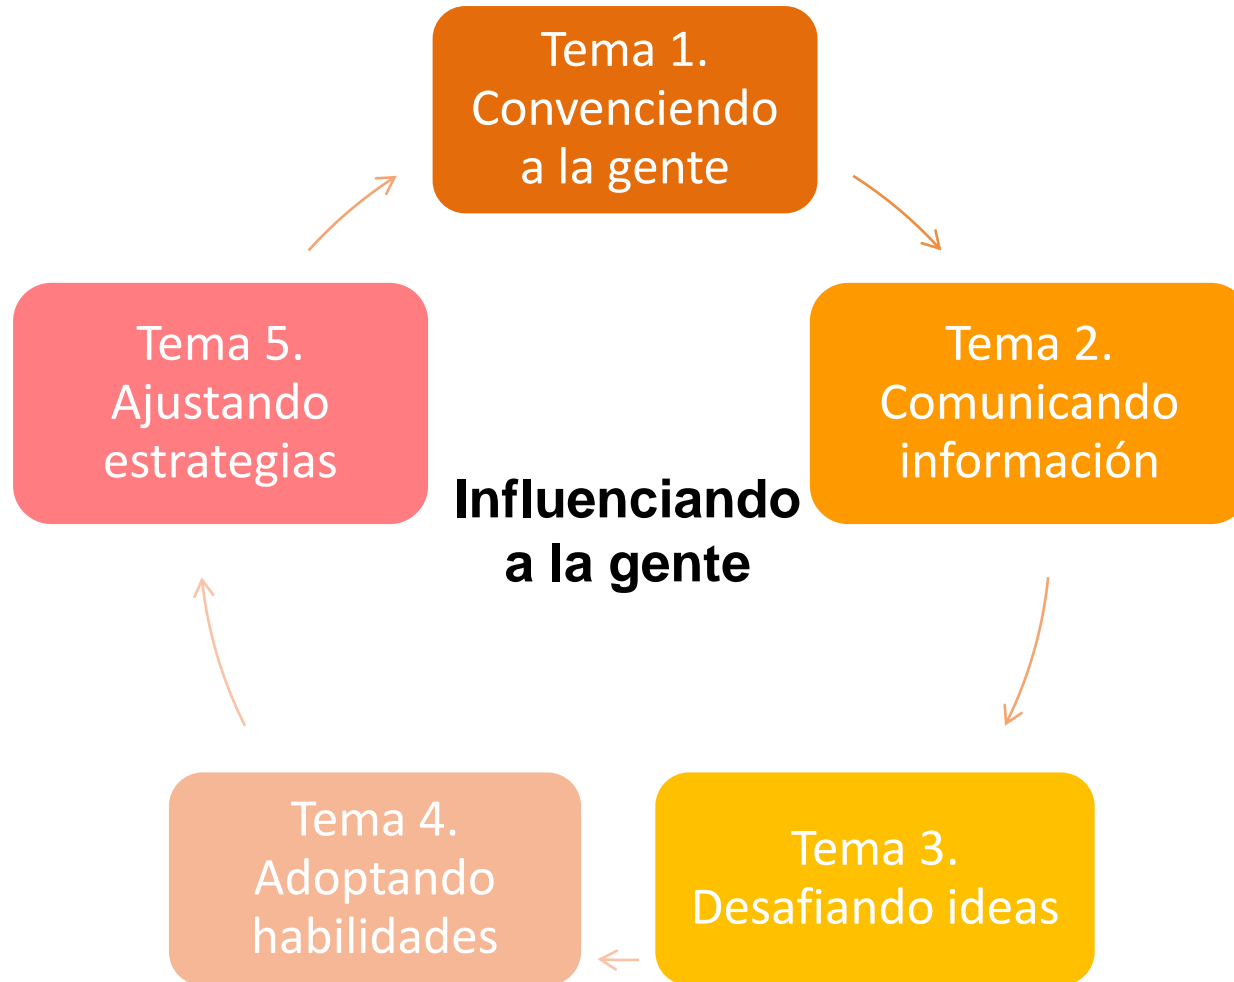 Tema 1.
Convenciendo
a la gente
Tema 2.
Comunicando
información
Tema 3.
Desafiando ideas
Tema 4.
Adoptando
habilidades
Tema 5.
Ajustando
estrategias
Influenciando
a la gente